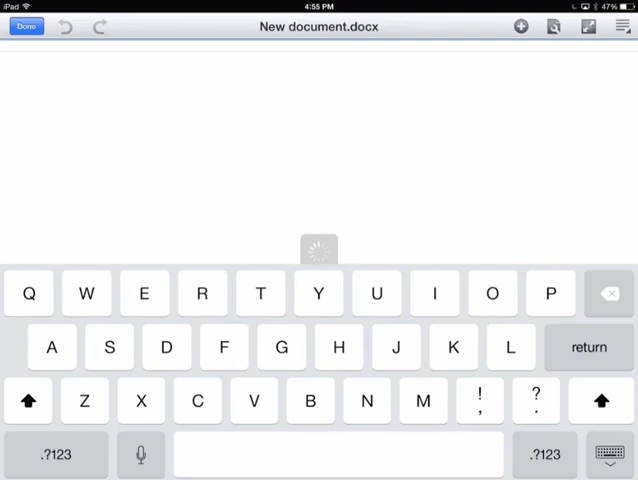 iPad 4:55 PM 47%
Done New document.docx
Q W E R T Y U I O P
A S D F G H J K L return
Z X C V B N M ! , ? .
.?123 .?123